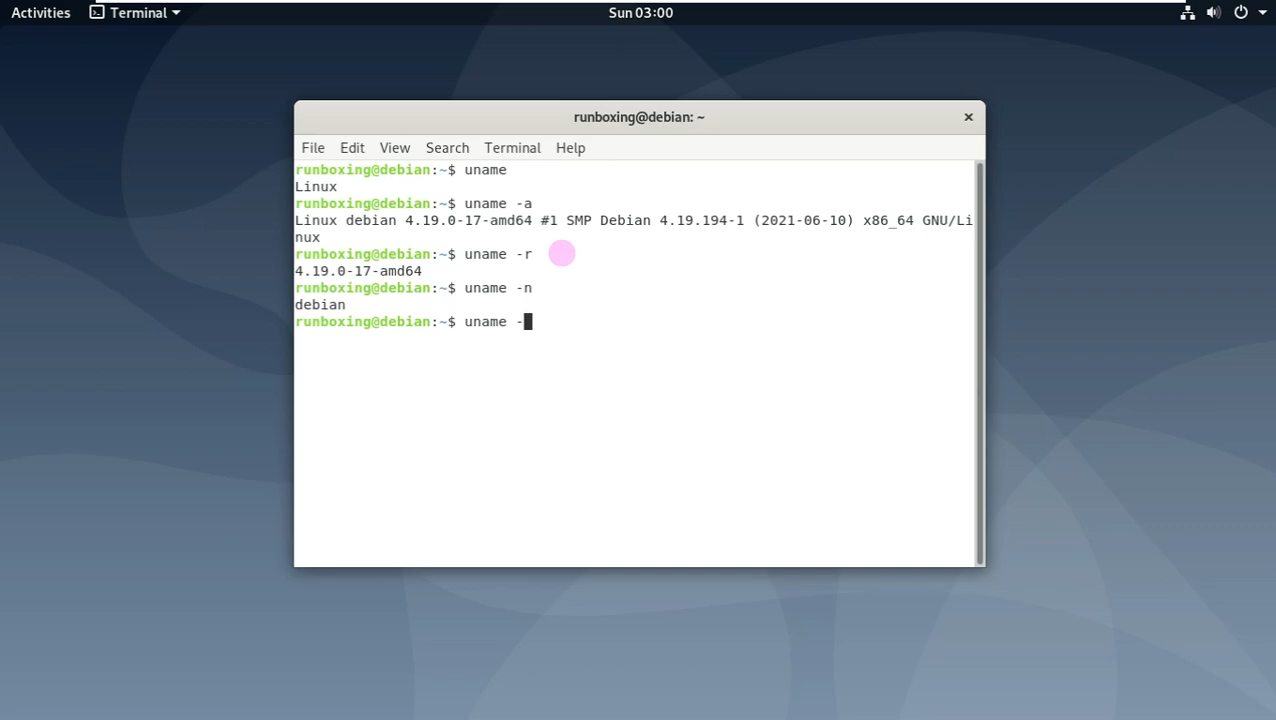 Activities Terminal Sun 03:00
runboxing@debian: ~ ×
File Edit View Search Terminal Help
runboxing@debian:~$ uname
Linux
runboxing@debian:~$ uname -a
Linux debian 4.19.0-17-amd64 #1 SMP Debian 4.19.194-1 (2021-06-10) x86_64 GNU/Li
nux
runboxing@debian:~$ uname -r
4.19.0-17-amd64
runboxing@debian:~$ uname -n
debian
runboxing@debian:~$ uname -